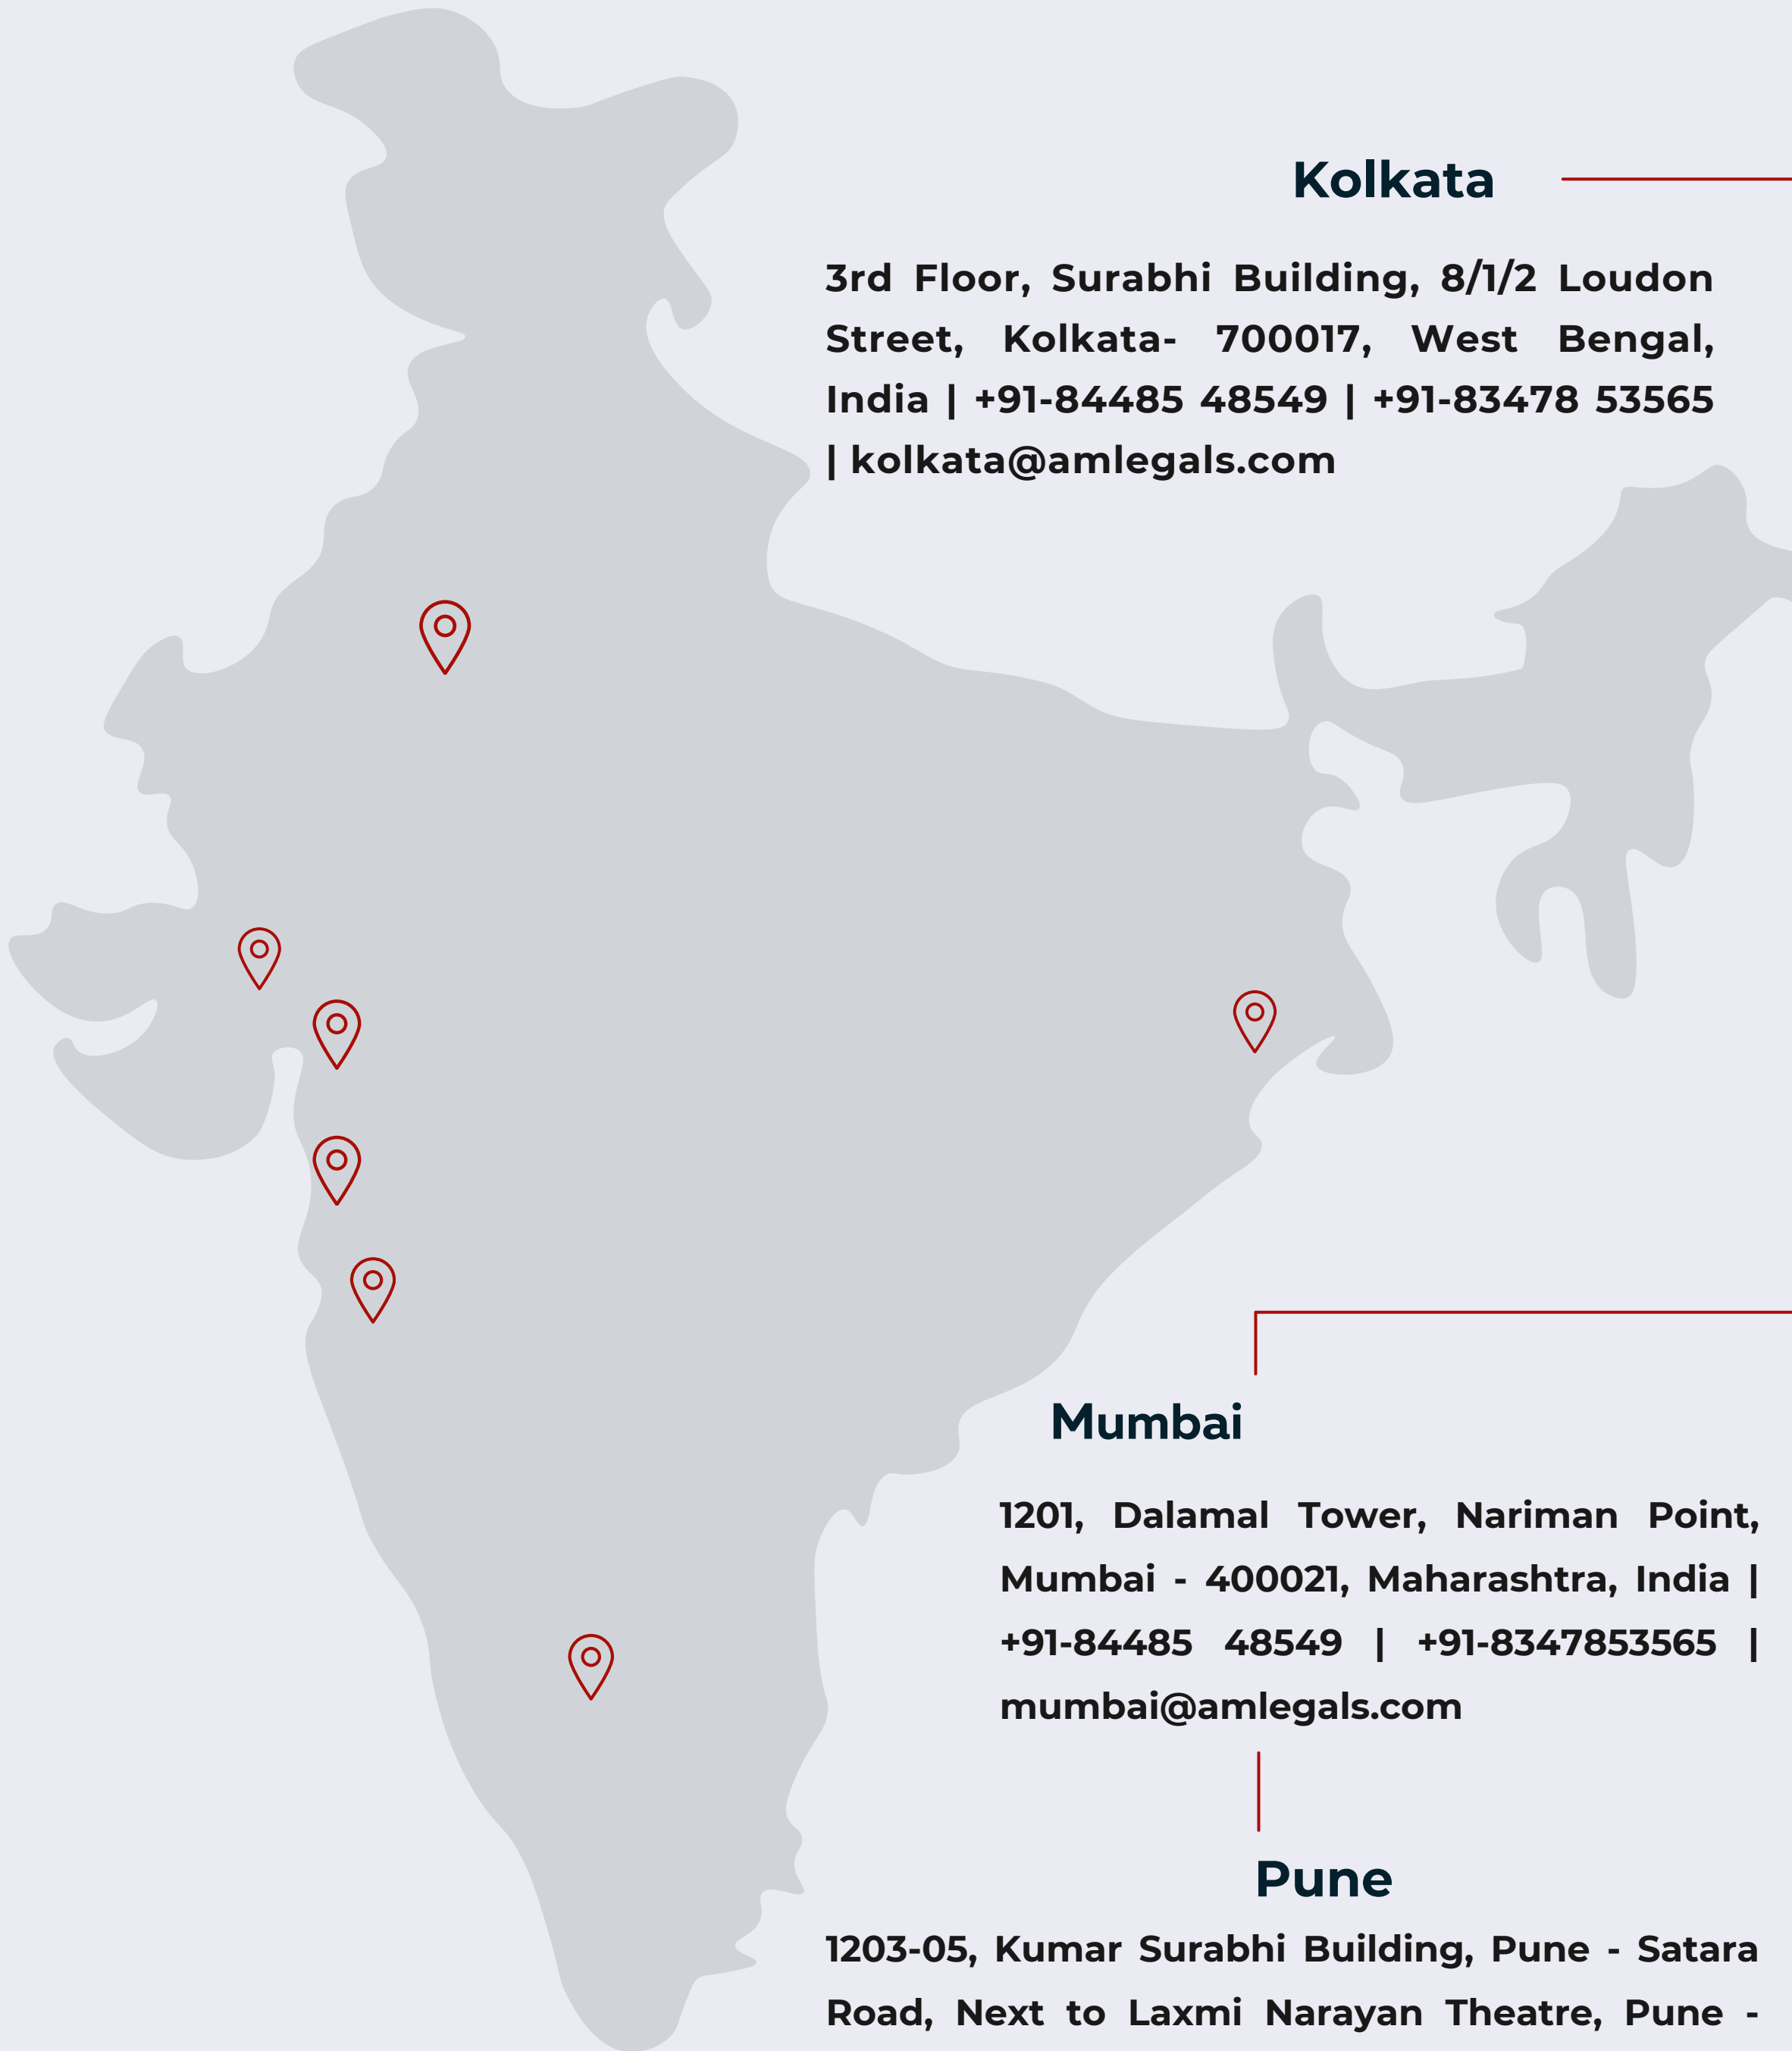 Kolkata
3rd Floor, Surabhi Building, 8/1/2 Loudon
Street, Kolkata- 700017, West Bengal,
India | +91-84485 48549 | +91-83478 53565
| kolkata@amlegals.com
Mumbai
1201, Dalamal Tower, Nariman Point,
Mumbai - 400021, Maharashtra, India |
+91-84485 48549 | +91-8347853565 |
mumbai@amlegals.com
Pune
1203-05, Kumar Surabhi Building, Pune - Satara
Road, Next to Laxmi Narayan Theatre, Pune -